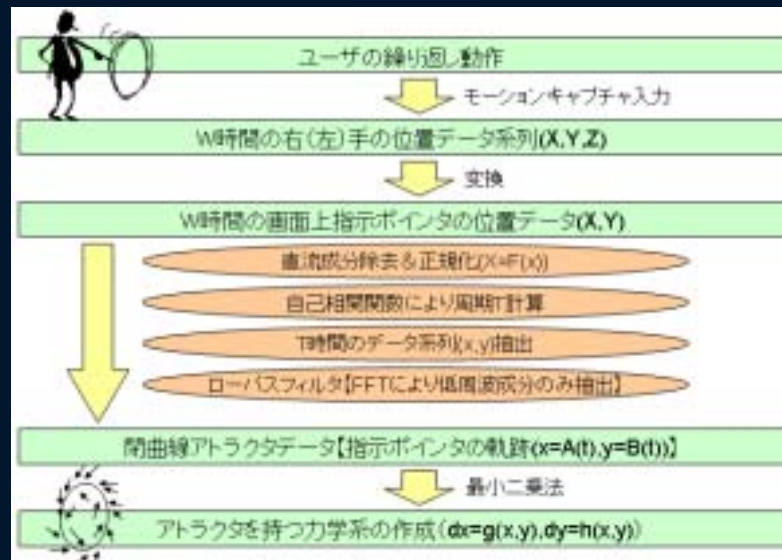 ユーザの繰り返し動作
モーションキャプチャ入力
W時間の右(左)手の位置データ系列(X,Y,Z)
変換
W時間の画面上指示ポインタの位置データ(X,Y)
直流成分除去&正規化(X=F(x))
自己相関関数により周期T計算
T時間のデータ系列(x,y)抽出
ローパスフィルタ【FFTにより低周波成分のみ抽出】
閉曲線アトラクタデータ【指示ポインタの軌跡(x=A(t),y=B(t))】
最小二乗法
アトラクタを持つ力学系の作成(dx=g(x,y),dy=h(x,y))